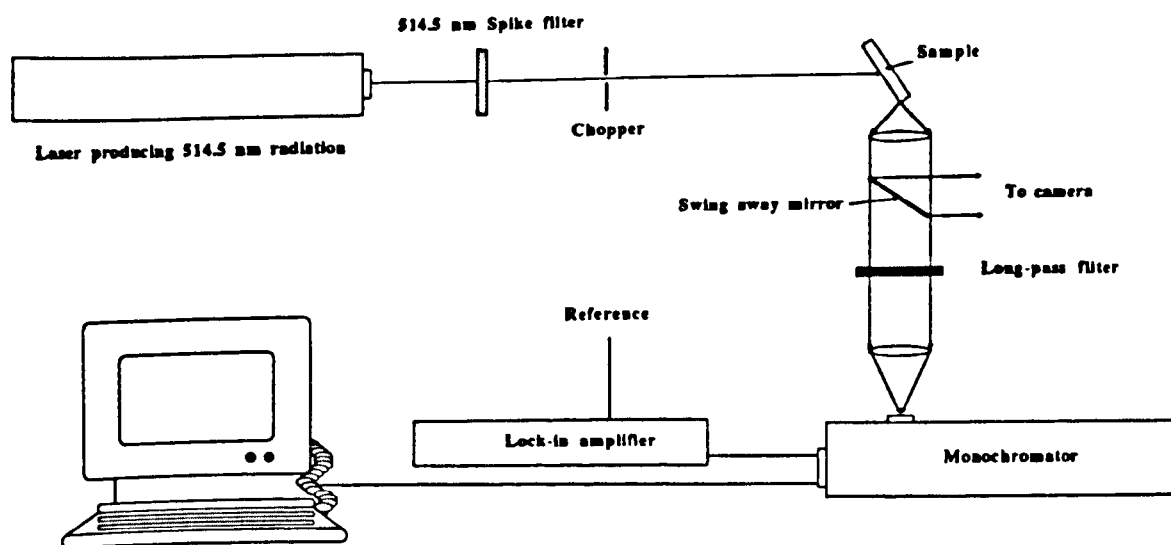 514.5 nm Spike filter
Sample
Chopper
Laser producing 514.5 nm radiation
To camera
Swing away mirror
Long-pass filter
Reference
Lock-in amplifier
Monochromator